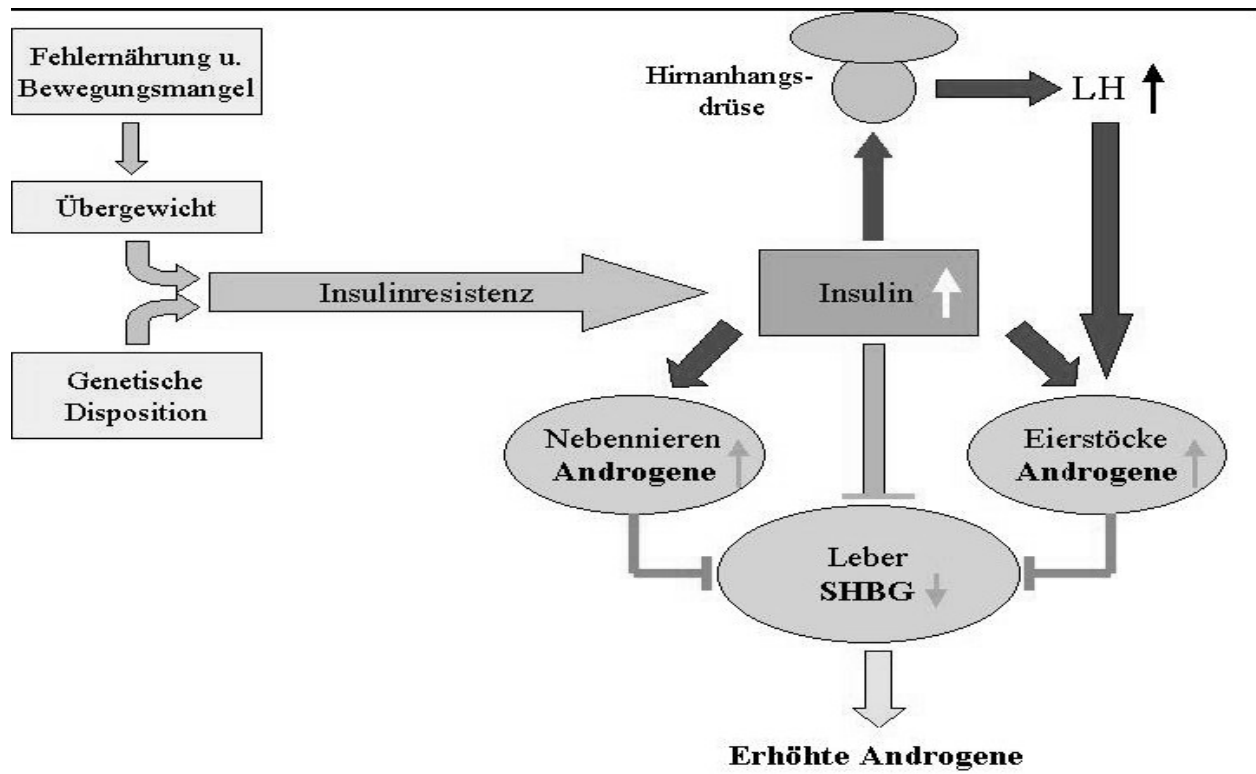 Fehlernährung u.
Bewegungsmangel
Übergewicht
Genetische
Disposition
Insulinresistenz
Hirnanhangs-
drüse
LH
Insulin
Nebennieren
Androgene
Eierstöcke
Androgene
Leber
SHBG
Erhöhte Androgene